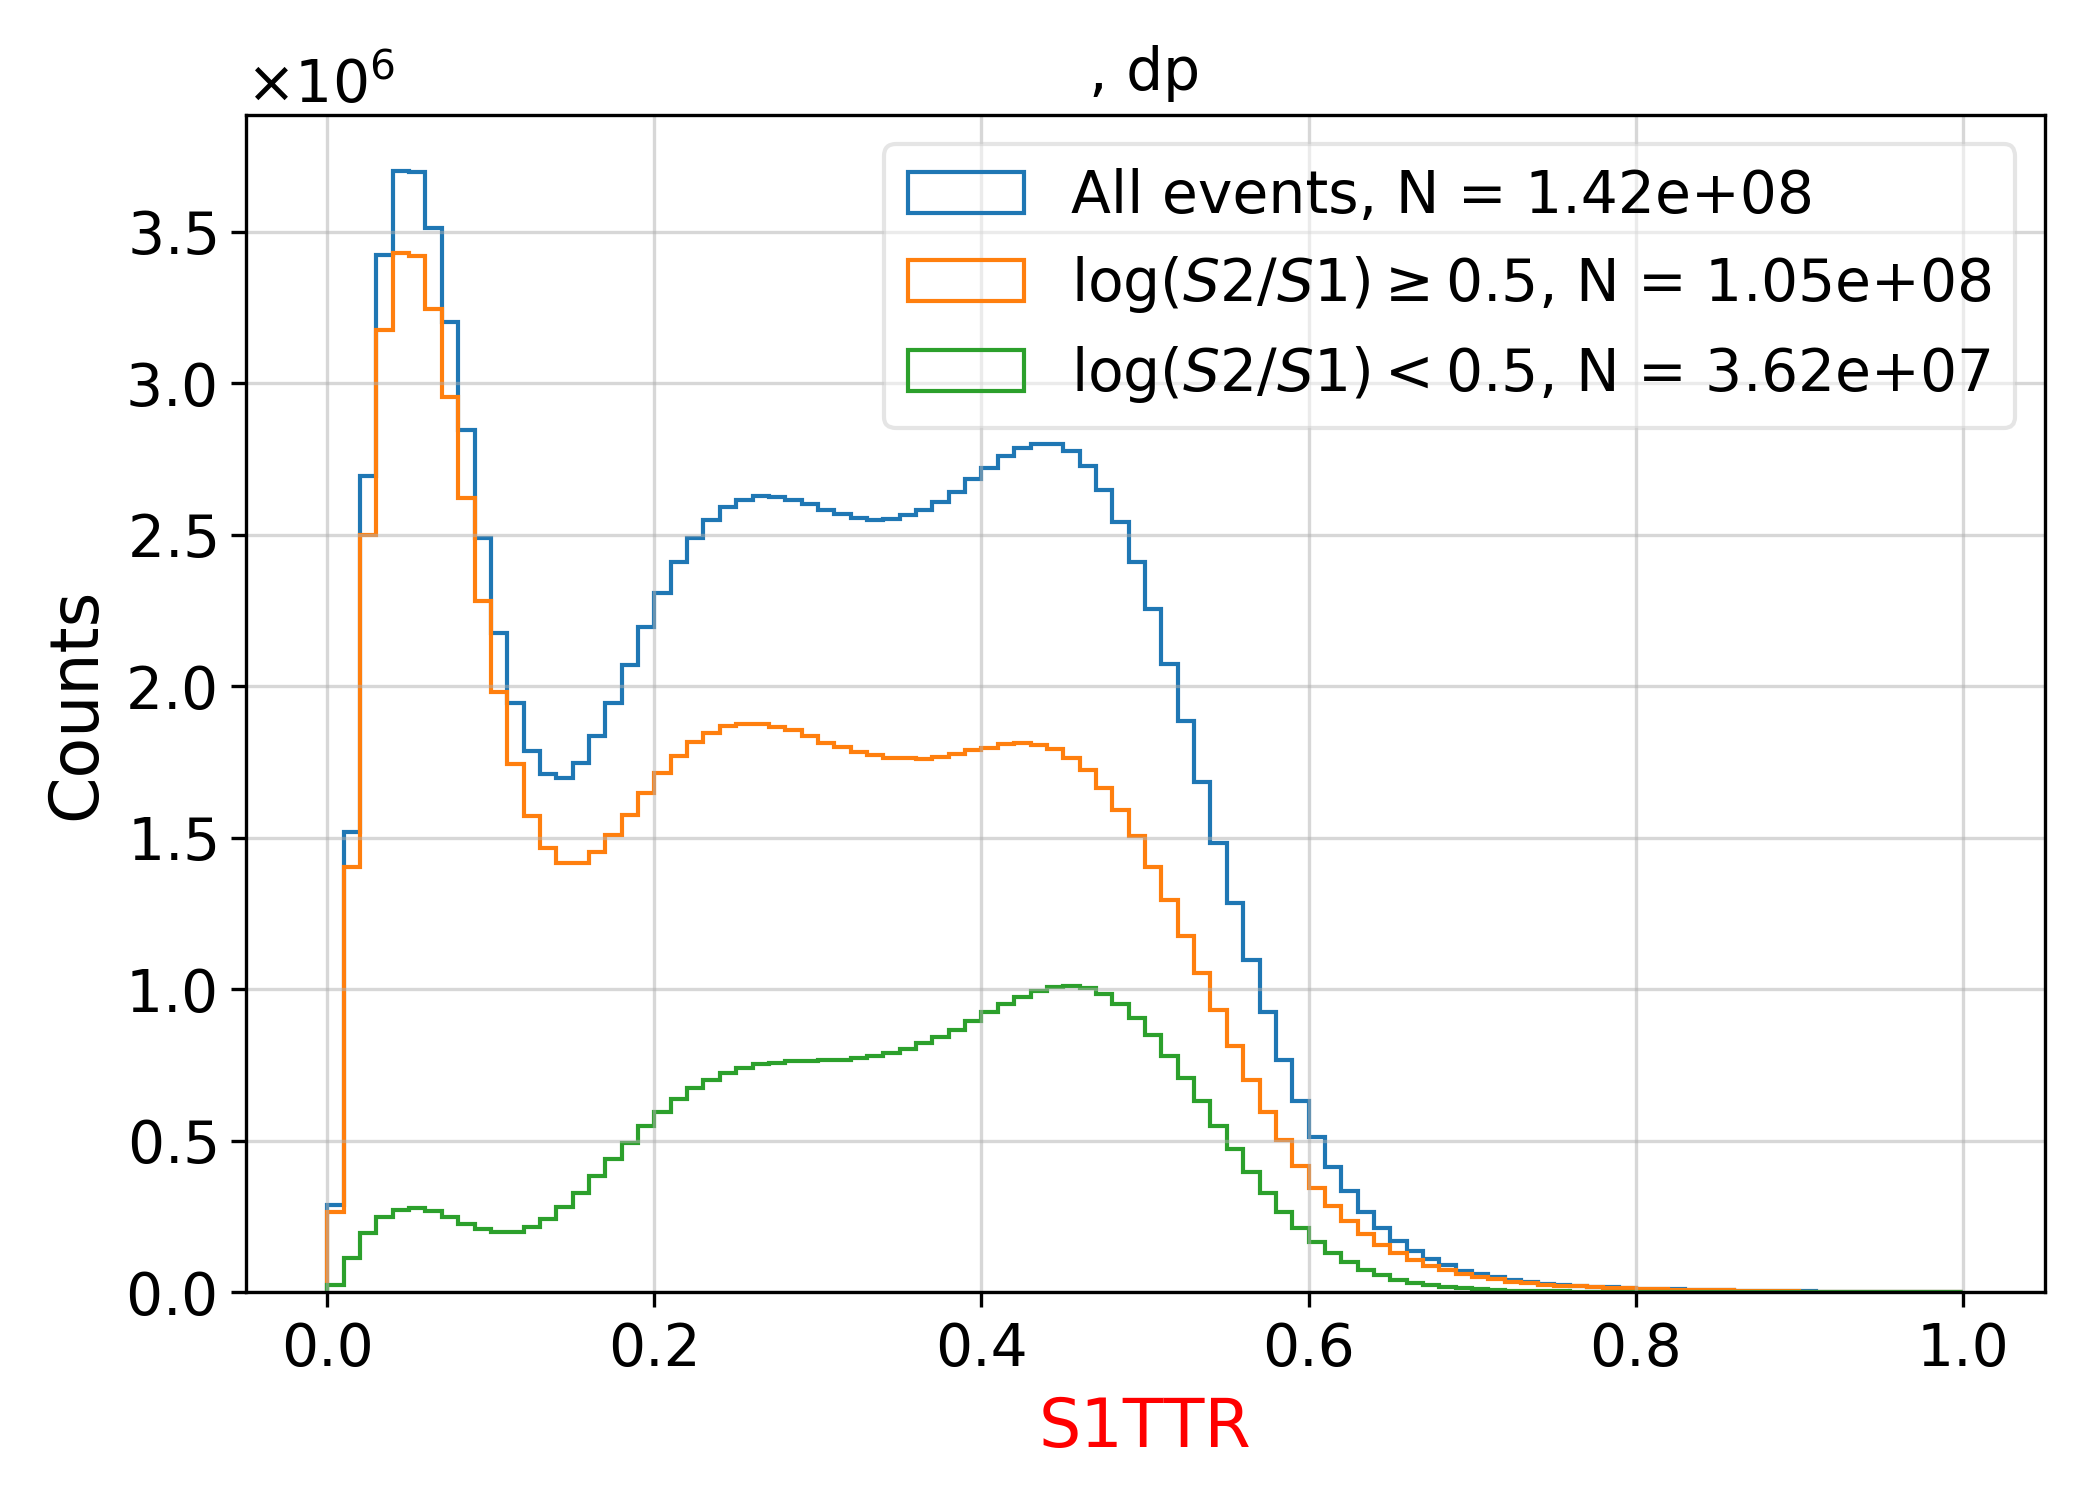 ×10⁶
, dp
All events, N = 1.42e+08
log(S2/S1) ≥ 0.5, N = 1.05e+08
log(S2/S1) < 0.5, N = 3.62e+07
Counts
3.5
3.0
2.5
2.0
1.5
1.0
0.5
0.0
0.0 0.2 0.4 0.6 0.8 1.0
S1TTR